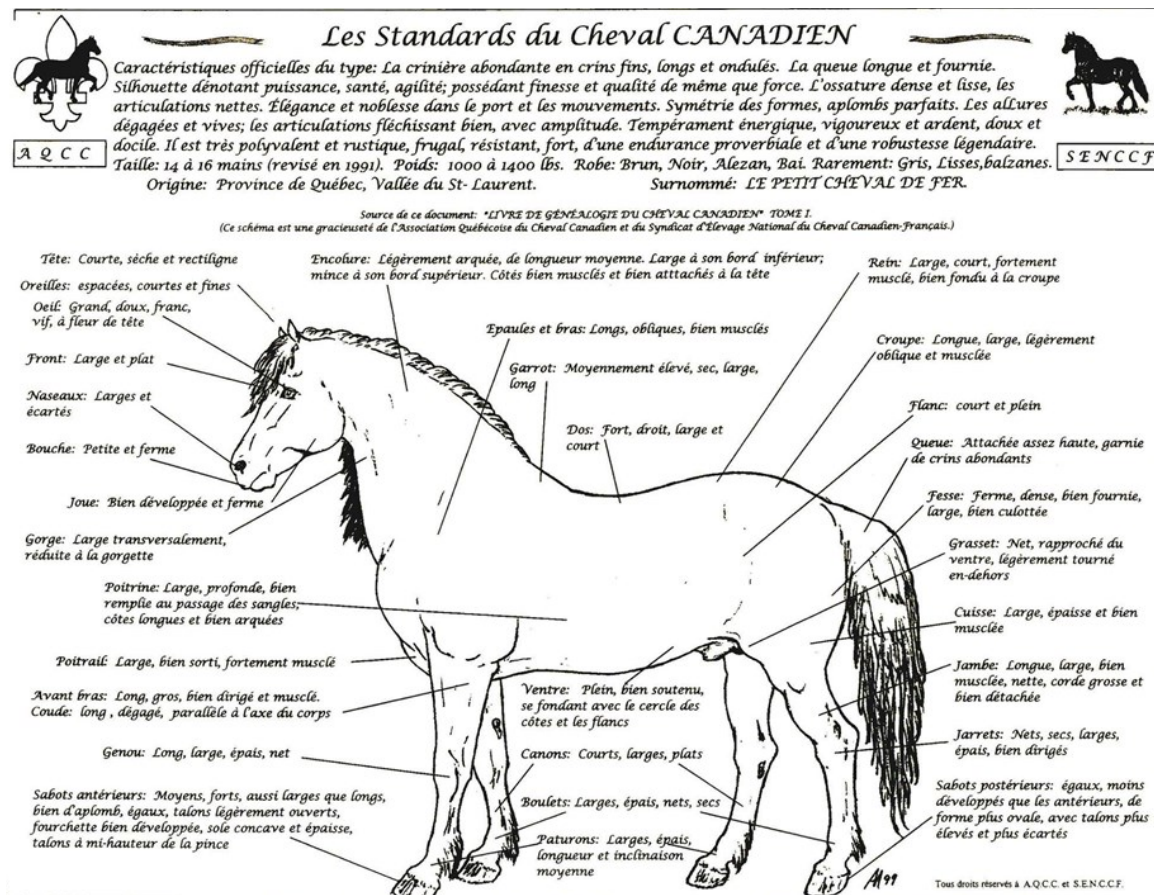 Les Standards du Cheval CANADIEN
Caractéristiques officielles du type: La crinière abondante en crins fins, longs et ondulés. La queue longue et fournie.
Silhouette dénotant puissance, santé, agilité; possédant finesse et qualité de même que force. L'ossature dense et lisse, les
articulations nettes. Élégance et noblesse dans le port et les mouvements. Symétrie des formes, aplombs parfaits. Les alLures
dégagées et vives; les articulations fléchissant bien, avec amplitude. Tempérament énergique, vigoureux et ardent, doux et
docile. Il est très polyvalent et rustique, frugal, résistant, fort, d'une endurance proverbiale et d'une robustesse légendaire.
Taille: 14 à 16 mains (revisé en 1991). Poids: 1000 à 1400 lbs. Robe: Brun, Noir, Alezan, Bai. Rarement: Gris, Lisses,balzanes.
Origine: Province de Québec, Vallée du St- Laurent. Surnommé: LE PETIT CHEVAL DE FER.
A Q C C
S E N C C F
Source de ce document: "LIVRE DE GÉNÉALOGIE DU CHEVAL CANADIEN" TOME I.
(Ce schéma est une gracieuseté de l'Association Québécoise du Cheval Canadien et du Syndicat d'Élevage National du Cheval Canadien-Français.)
Tête: Courte, sèche et rectiligne
Oreilles: espacées, courtes et fines
Oeil: Grand, doux, franc,
vif, à fleur de tête
Front: Large et plat
Naseaux: Larges et
écartés
Bouche: Petite et ferme
Joue: Bien développée et ferme
Gorge: Large transversalement,
réduite à la gorgette
Poitrine: Large, profonde, bien
remplie au passage des sangles,
côtes longues et bien arquées
Poitrail: Large, bien sorti, fortement musclé
Avant bras: Long, gros, bien dirigé et musclé.
Coude: long , dégagé, parallèle à l'axe du corps
Genou: Long, large, épais, net
Sabots antérieurs: Moyens, forts, aussi larges que longs,
bien d'aplomb, égaux, talons légèrement ouverts,
fourchette bien développée, sole concave et épaisse,
talons à mi-hauteur de la pince
Encolure: Légèrement arquée, de longueur moyenne. Large à son bord inférieur;
mince à son bord supérieur. Côtés bien musclés et bien atttachés à la tête
Epaules et bras: Longs, obliques, bien musclés
Garrot: Moyennement élevé, sec, large,
long
Dos: Fort, droit, large et
court
Ventre: Plein, bien soutenu,
se fondant avec le cercle des
côtes et les flancs
Canons: Courts, larges, plats
Boulets: Larges, épais, nets, secs
Paturons: Larges, épais,
longueur et inclinaison
moyenne
Rein: Large, court, fortement
musclé, bien fondu à la croupe
Croupe: Longue, large, légèrement
oblique et musclée
Flanc: court et plein
Queue: Attachée assez haute, garnie
de crins abondants
Fesse: Ferme, dense, bien fournie,
large, bien culottée
Grasset: Net, rapproché du
ventre, légèrement tourné
en-dehors
Cuisse: Large, épaisse et bien
musclée
Jambe: Longue, large, bien
musclée, nette, corde grosse et
bien détachée
Jarrets: Nets, secs, larges,
épais, bien dirigés
Sabots postérieurs: égaux, moins
développés que les antérieurs, de
forme plus ovale, avec talons plus
élevés et plus écartés
Tous droits réservés à A.Q.C.C. et S.E.N.C.C.F.